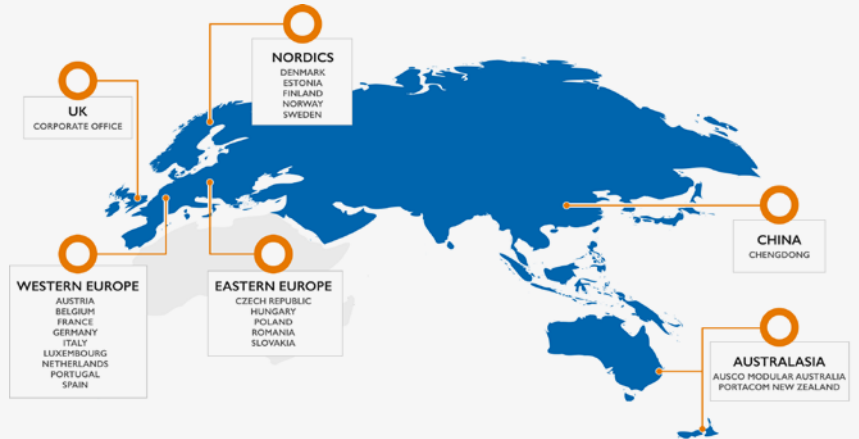 NORDICS
DENMARK
ESTONIA
FINLAND
NORWAY
SWEDEN
UK
CORPORATE OFFICE
CHINA
CHENGDONG
WESTERN EUROPE
AUSTRIA
BELGIUM
FRANCE
GERMANY
ITALY
LUXEMBOURG
NETHERLANDS
PORTUGAL
SPAIN
EASTERN EUROPE
CZECH REPUBLIC
HUNGARY
POLAND
ROMANIA
SLOVAKIA
AUSTRALASIA
AUSCO MODULAR AUSTRALIA
PORTACOM NEW ZEALAND